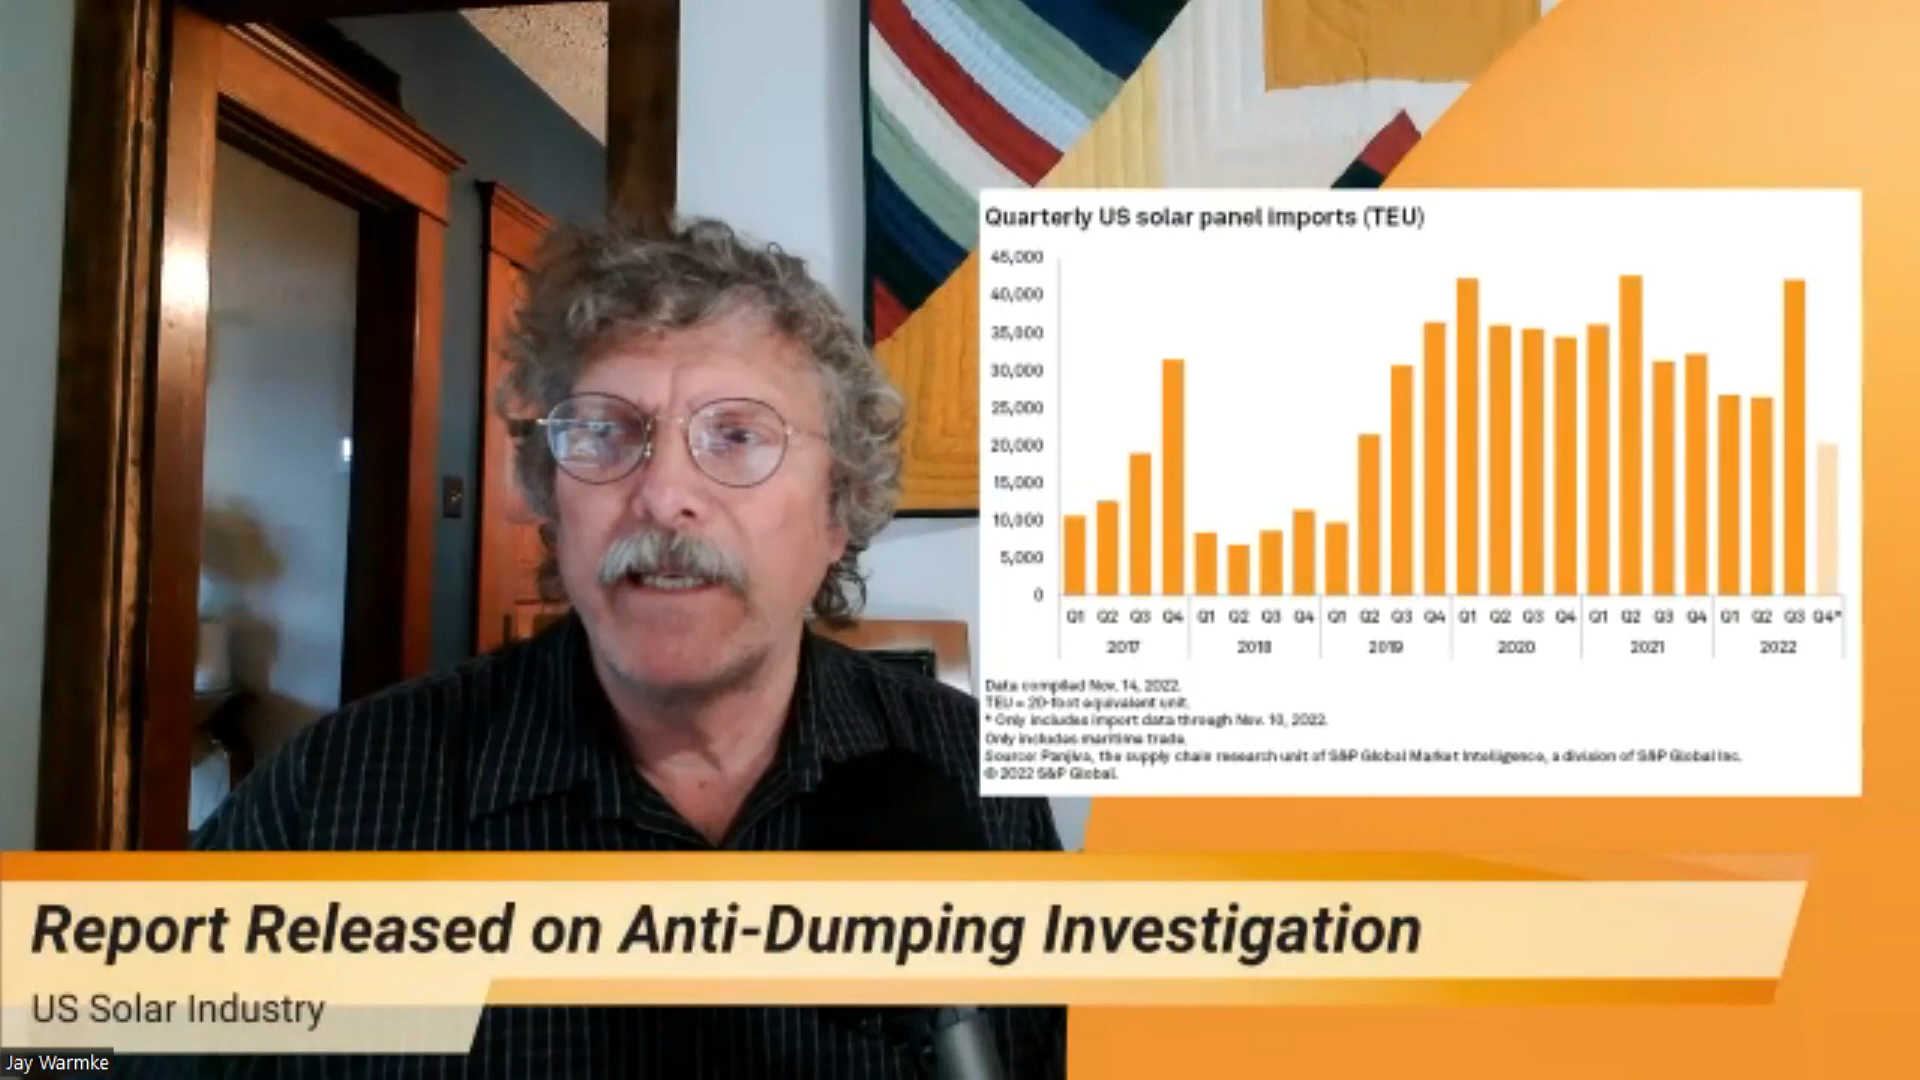 Quarterly US solar panel imports (TEU)
45,000
40,000
35,000
30,000
25,000
20,000
15,000
10,000
5,000
0
Q1 Q2 Q3 Q4 Q1 Q2 Q3 Q4 Q1 Q2 Q3 Q4 Q1 Q2 Q3 Q4 Q1 Q2 Q3 Q4 Q1 Q2 Q3 Q4*
2017 2018 2019 2020 2021 2022
Data compiled Nov. 14, 2022.
TEU = 20-foot equivalent unit.
* Only includes import data through Nov. 10, 2022.
Only includes maritime trade.
Source: Panjiva, the supply chain research unit of S&P Global Market Intelligence, a division of S&P Global Inc.
© 2022 S&P Global.
Report Released on Anti-Dumping Investigation
US Solar Industry
Jay Warmke